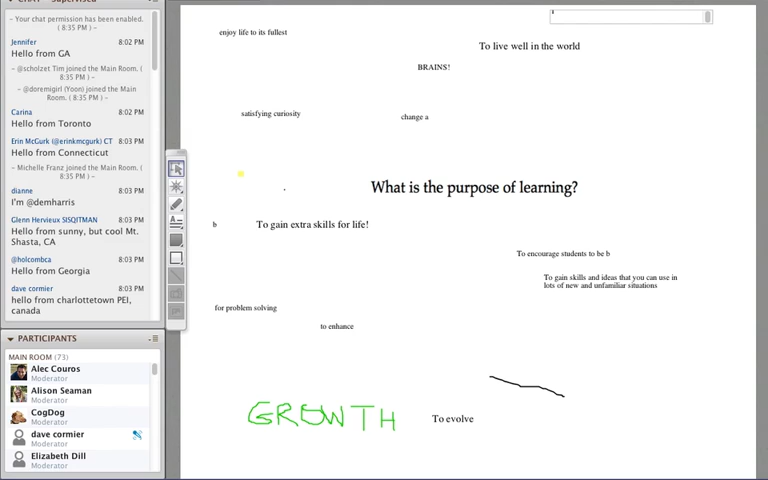 CHAT - Supervised
– Your chat permission has been enabled.
( 8:35 PM ) –
Jennifer 8:02 PM
Hello from GA
– @scholzet Tim joined the Main Room. (
8:35 PM ) –
– @doremigirl (Yoon) joined the Main
Room. ( 8:35 PM ) –
Carina 8:02 PM
Hello from Toronto
Erin McGurk (@erinkmcgurk) CT 8:03 PM
Hello from Connecticut
– Michelle Franz joined the Main Room. (
8:35 PM ) –
dianne 8:03 PM
I'm @demharris
Glenn Hervieux SISQITMAN 8:03 PM
Hello from sunny, but cool Mt.
Shasta, CA
@holcombca 8:03 PM
Hello from Georgia
dave cormier 8:03 PM
hello from charlottetown PEI,
canada
PARTICIPANTS
MAIN ROOM (73)
Alec Couros
Moderator
Alison Seaman
Moderator
CogDog
Moderator
dave cormier
Moderator
Elizabeth Dill
Moderator
enjoy life to its fullest
To live well in the world
BRAINS!
satisfying curiosity
change a
What is the purpose of learning?
b
To gain extra skills for life!
To encourage students to be b
To gain skills and ideas that you can use in
lots of new and unfamiliar situations
for problem solving
to enhance
GROWTH
To evolve